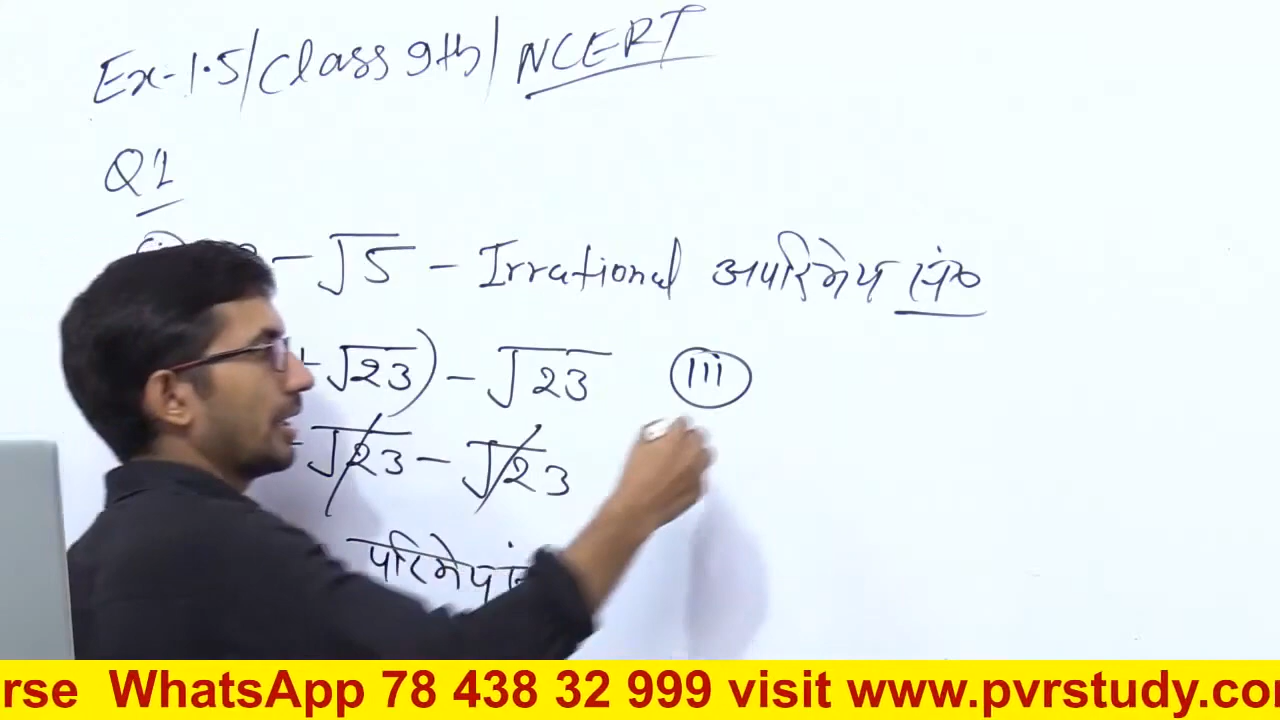 Ex-1.5/Class 9th/NCERT
Q1
- √5 - Irrational अपरिमेय सं०
+ √23) - √23 (iii)
- √23 - √23
परिमेय
rse WhatsApp 78 438 32 999 visit www.pvrstudy.co